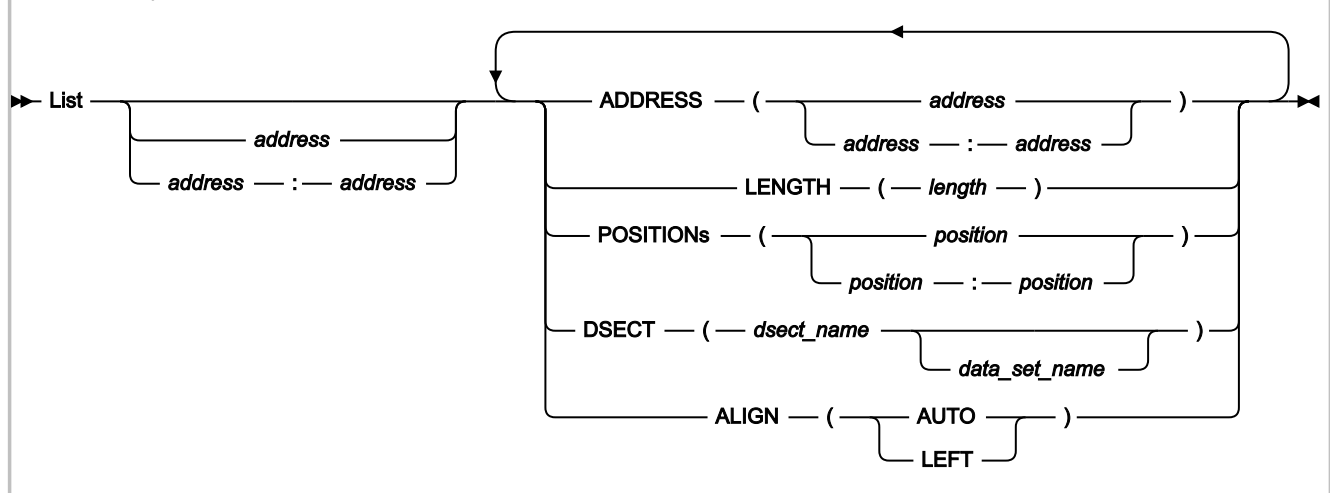 List ADDRESS ( address )
address address : address
address : address
LENGTH ( length )
POSITIONs ( position )
position : position
DSECT ( dsect_name )
data_set_name
ALIGN ( AUTO )
LEFT